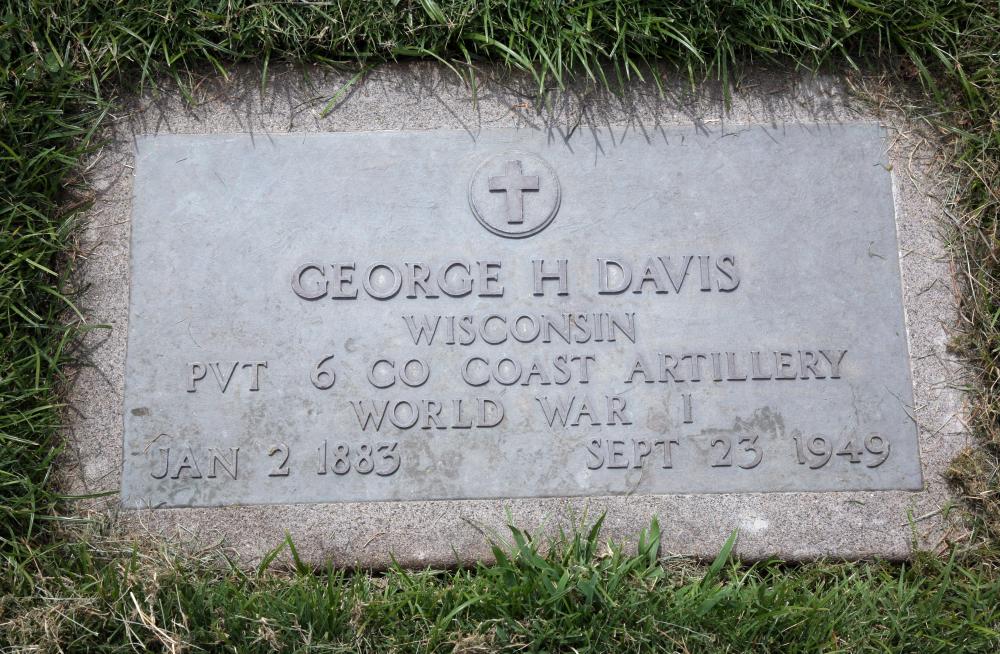 GEORGE H DAVIS
WISCONSIN
PVT 6 CO COAST ARTILLERY
WORLD WAR I
JAN 2 1883 SEPT 23 1949